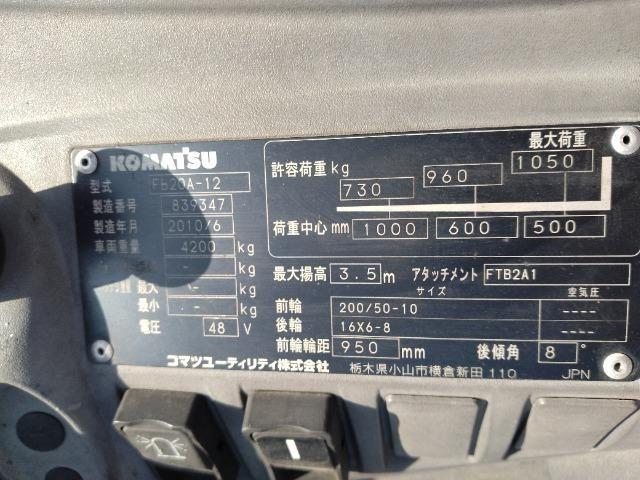 KOMATSU
型式 FB20A-12
製造番号 839347
製造年月 2010/6
車両重量 4200 kg
- kg
最大 - kg
最小 - kg
電圧 48 V
最大荷重
許容荷重 kg 730 960 1050
荷重中心 mm 1000 600 500
最大揚高 3.5 m アタッチメント FTB2A1
サイズ 空気圧
前輪 200/50-10 ----
後輪 16X6-8 ----
前輪輪距 950 mm 後傾角 8 °
コマツユーティリティ株式会社 栃木県小山市横倉新田 110 JPN